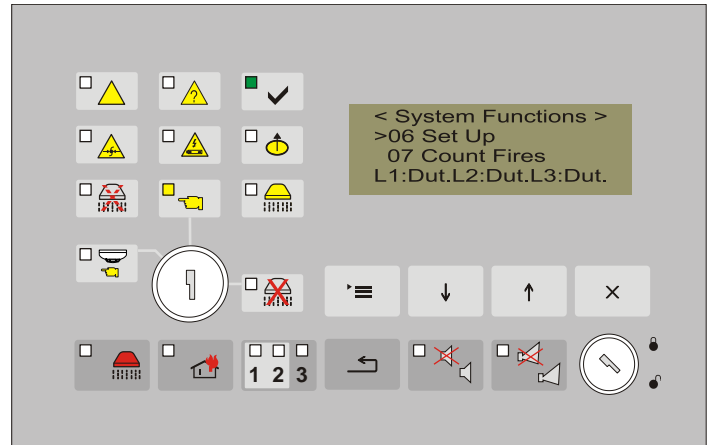 ?
< System Functions >
>06 Set Up
07 Count Fires
L1:Dut.L2:Dut.L3:Dut.
1 2 3